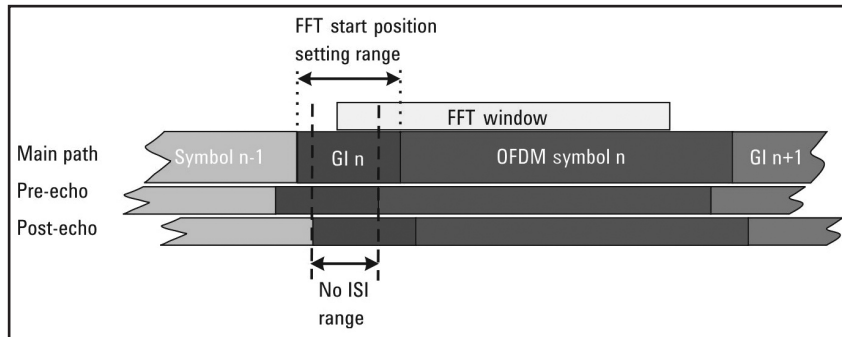 FFT start position
setting range
FFT window
Main path
Symbol n-1
GI n
OFDM symbol n
GI n+1
Pre-echo
Post-echo
No ISI
range